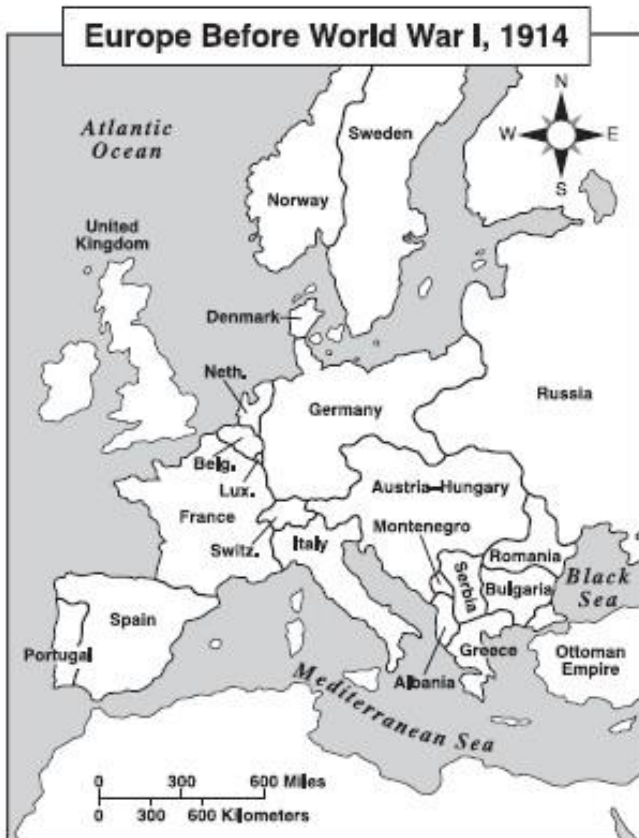 Europe Before World War I, 1914
Atlantic
Ocean
N
W
E
S
Sweden
Norway
United
Kingdom
Denmark
Neth.
Germany
Russia
Belg.
Lux.
Austria-Hungary
France
Montenegro
Switz.
Italy
Romania
Serbia
Bulgaria
Black
Sea
Spain
Portugal
Greece
Ottoman
Empire
Albania
Mediterranean Sea
0 300 600 Miles
0 300 600 Kilometers